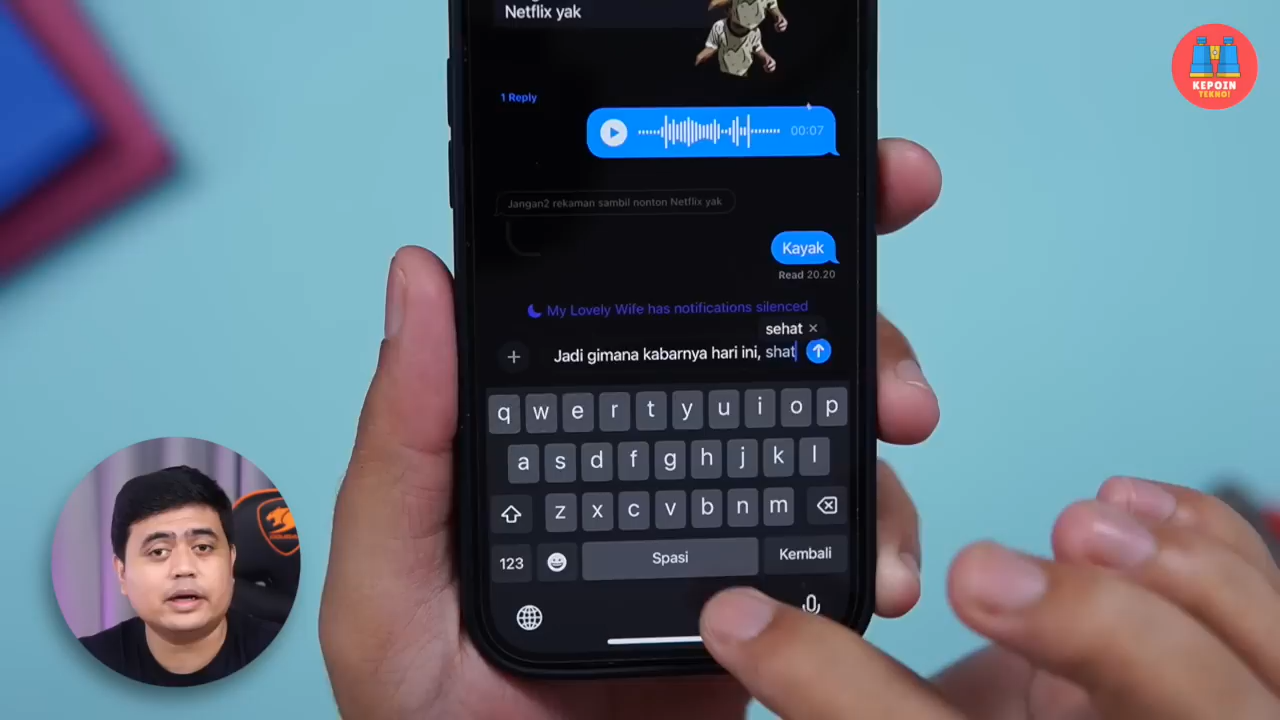 Netflix yak
KEPOIN
TEKNO!
1 Reply
00:07
Jangan2 rekaman sambil nonton Netflix yak
Kayak
Read 20.20
My Lovely Wife has notifications silenced
sehat ×
Jadi gimana kabarnya hari ini, shat
q w e r t y u i o p
a s d f g h j k l
z x c v b n m
123
Spasi
Kembali